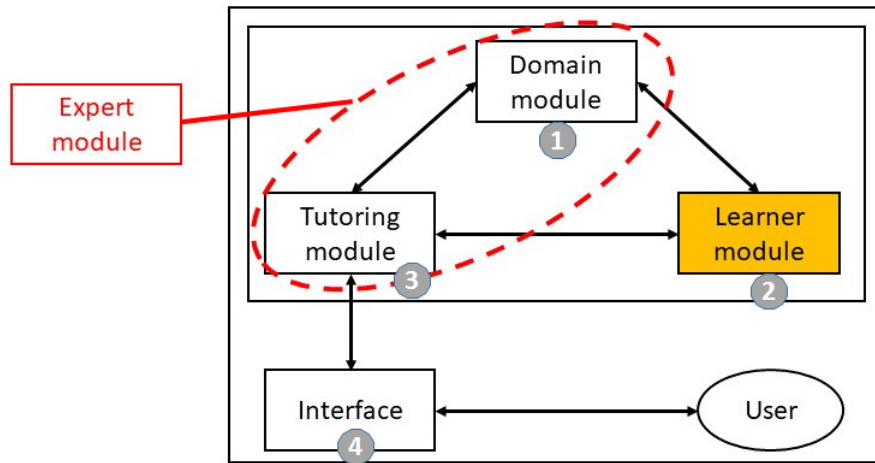 Domain
module
1
Expert
module
Tutoring
module
3
Learner
module
2
Interface
4
User